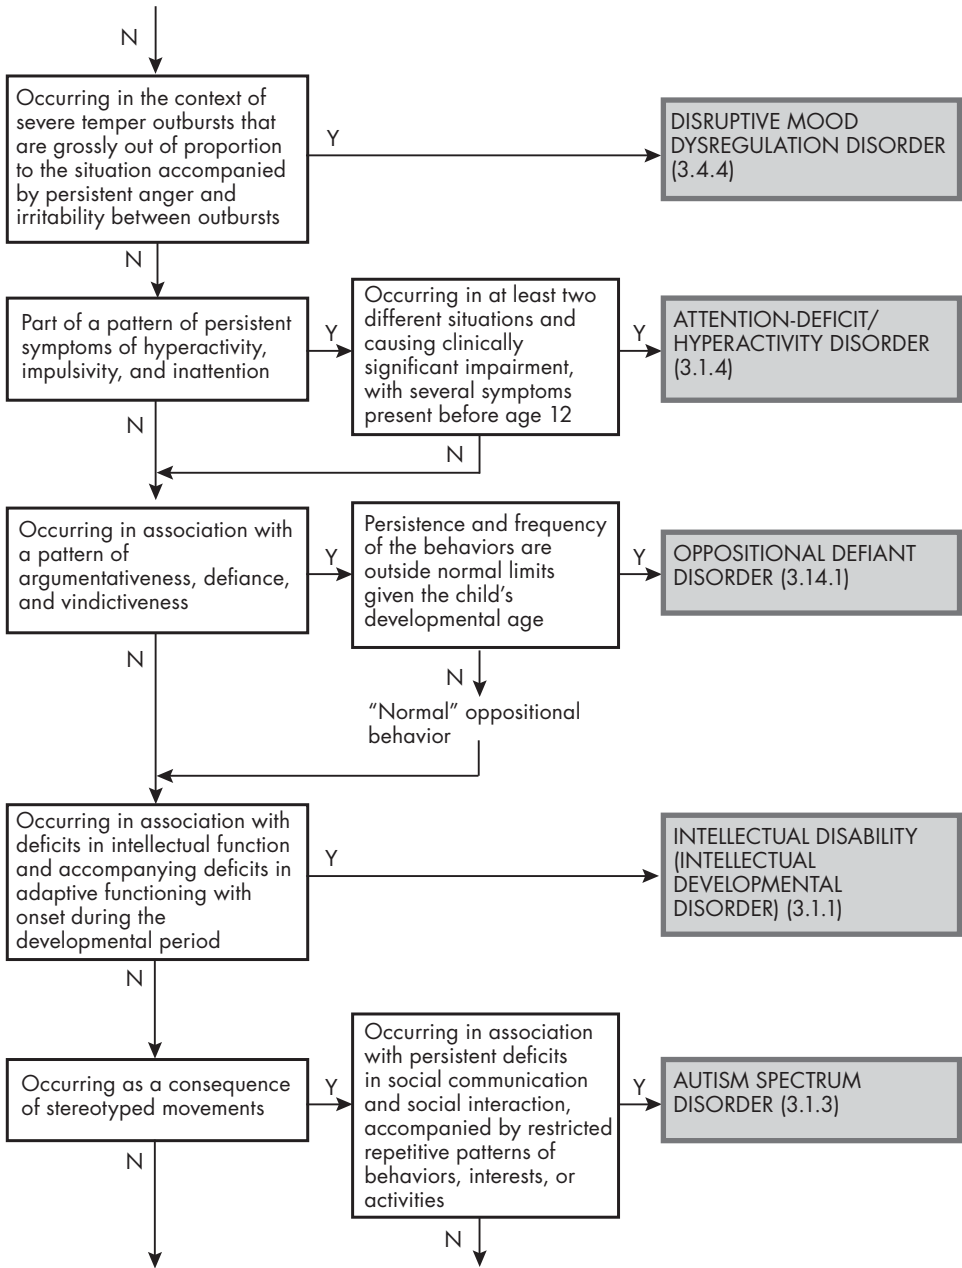 N
Occurring in the context of
severe temper outbursts that
are grossly out of proportion
to the situation accompanied
by persistent anger and
irritability between outbursts
Y
DISRUPTIVE MOOD
DYSREGULATION DISORDER
(3.4.4)
N
Part of a pattern of persistent
symptoms of hyperactivity,
impulsivity, and inattention
Y
Occurring in at least two
different situations and
causing clinically
significant impairment,
with several symptoms
present before age 12
Y
ATTENTION-DEFICIT/
HYPERACTIVITY DISORDER
(3.1.4)
N
N
Occurring in association with
a pattern of
argumentativeness, defiance,
and vindictiveness
Y
Persistence and frequency
of the behaviors are
outside normal limits
given the child’s
developmental age
Y
OPPOSITIONAL DEFIANT
DISORDER (3.14.1)
N
N
“Normal” oppositional
behavior
Occurring in association with
deficits in intellectual function
and accompanying deficits in
adaptive functioning with
onset during the
developmental period
Y
INTELLECTUAL DISABILITY
(INTELLECTUAL
DEVELOPMENTAL
DISORDER) (3.1.1)
N
Occurring as a consequence
of stereotyped movements
Y
Occurring in association
with persistent deficits
in social communication
and social interaction,
accompanied by restricted
repetitive patterns of
behaviors, interests, or
activities
Y
AUTISM SPECTRUM
DISORDER (3.1.3)
N
N